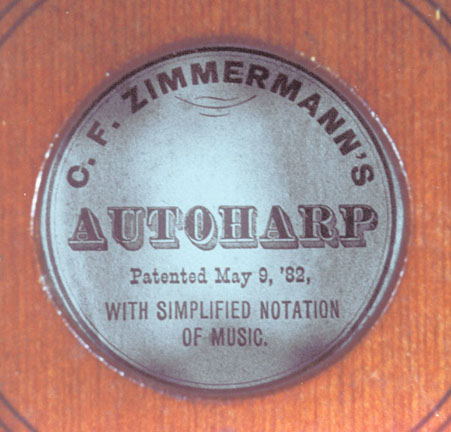 C. F. ZIMMERMANN'S
AUTOHARP
Patented May 9, '82,
WITH SIMPLIFIED NOTATION
OF MUSIC.